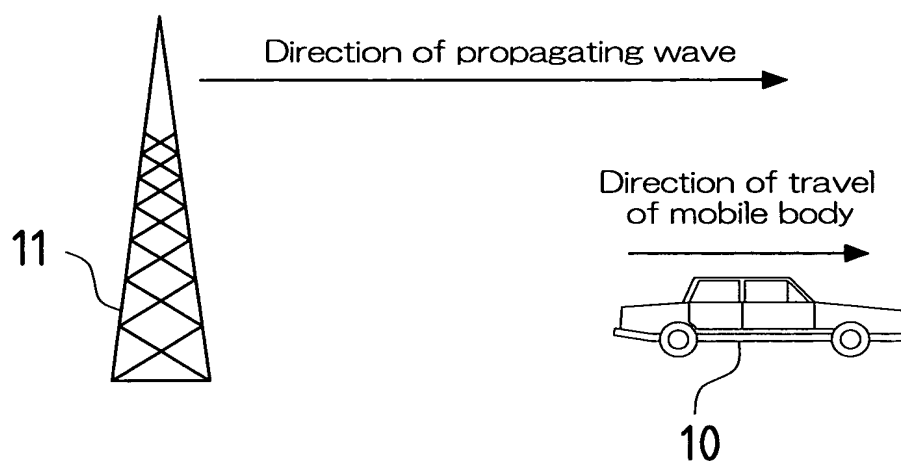 Direction of propagating wave
Direction of travel
of mobile body
11
10